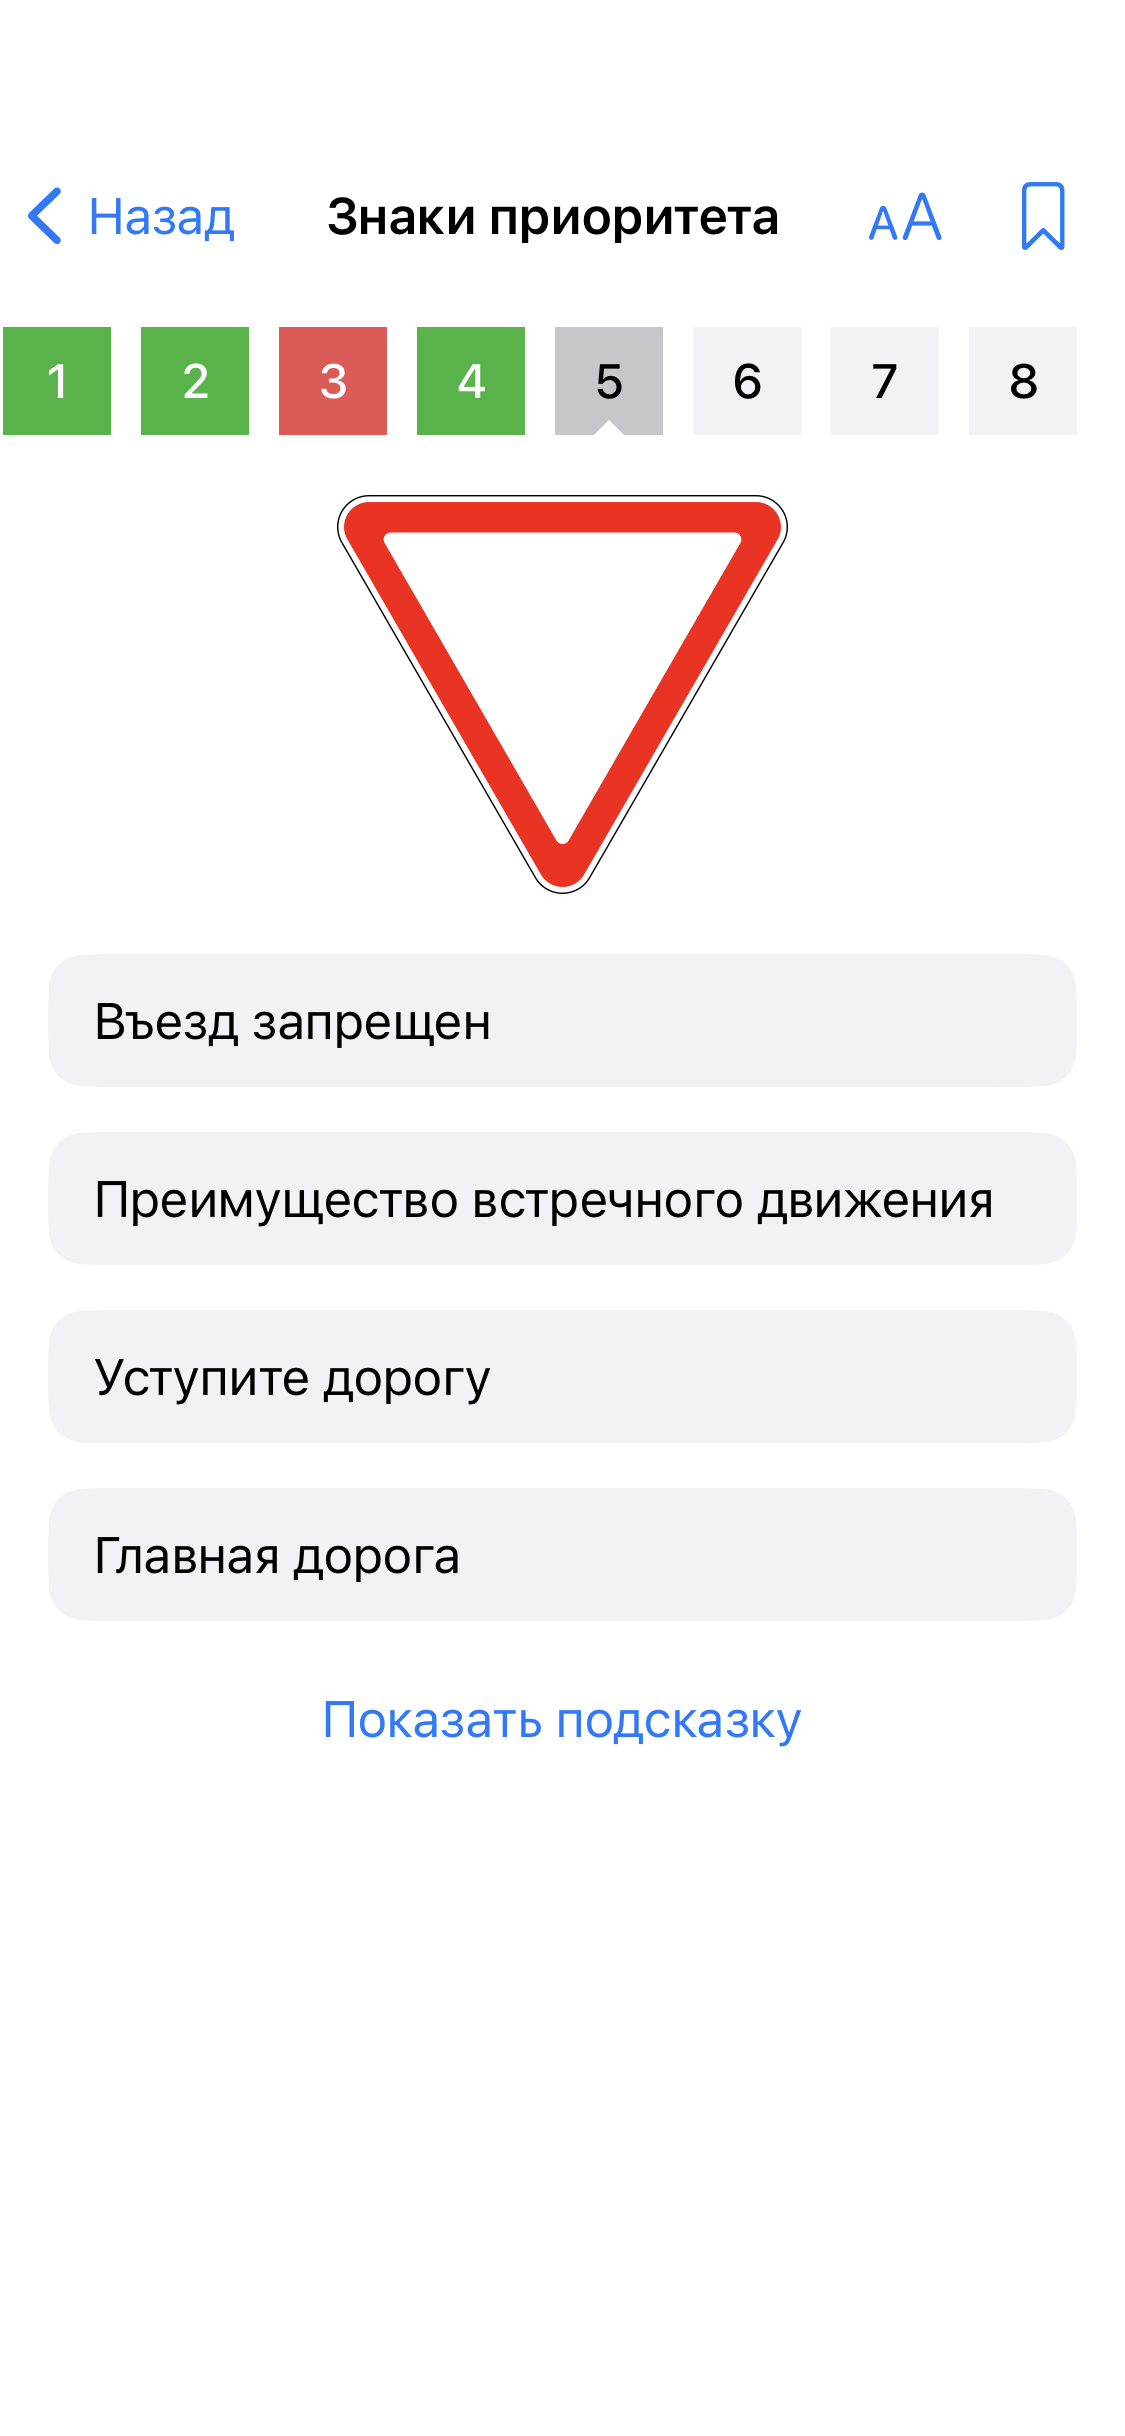 Назад Знаки приоритета AA
1 2 3 4 5 6 7 8
Въезд запрещен
Преимущество встречного движения
Уступите дорогу
Главная дорога
Показать подсказку